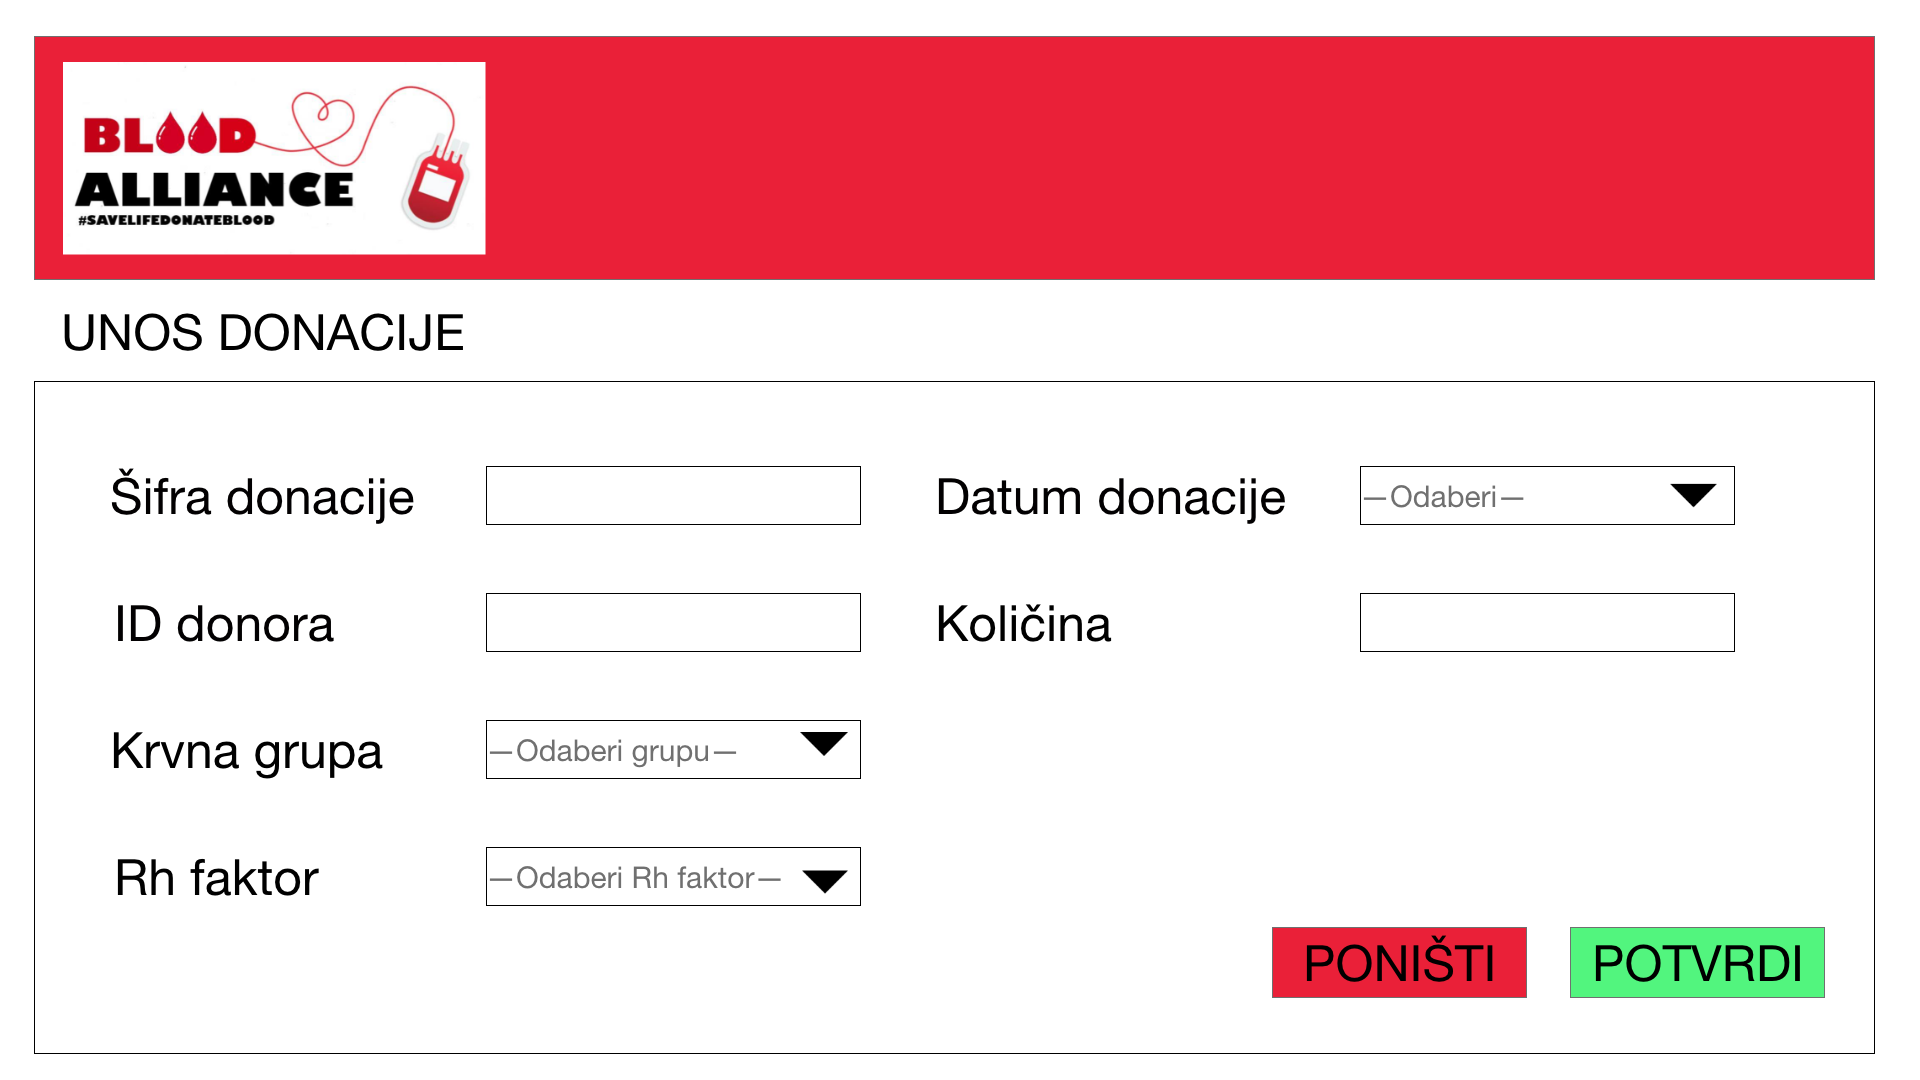 BLOOD
ALLIANCE
#SAVELIFEDONATEBLOOD
UNOS DONACIJE
Šifra donacije
Datum donacije
—Odaberi—
ID donora
Količina
Krvna grupa
—Odaberi grupu—
Rh faktor
—Odaberi Rh faktor—
PONIŠTI
POTVRDI